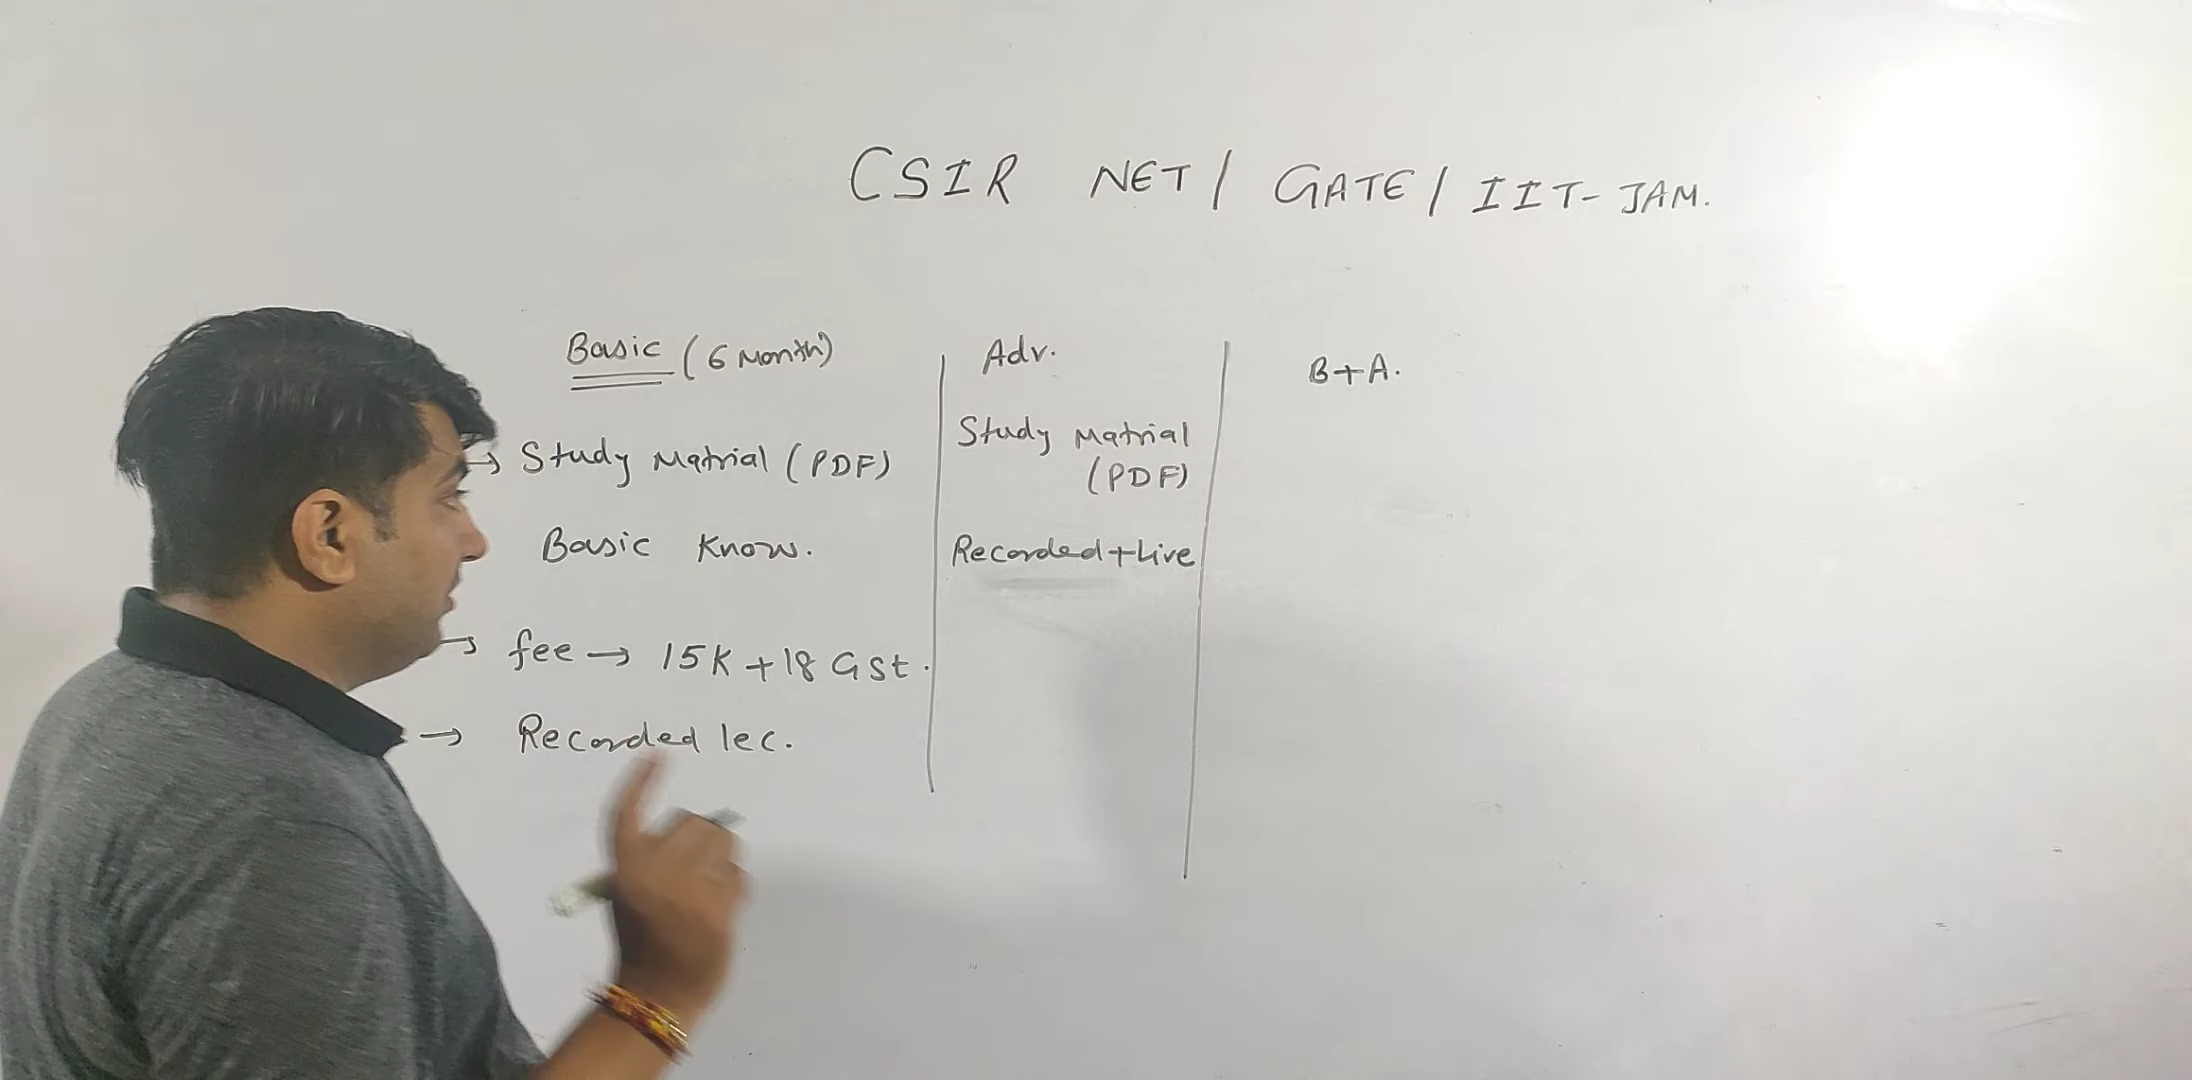 CSIR NET / GATE / IIT-JAM.
Basic (6 Month)
→ Study Matrial (PDF)
Basic Know.
→ fee → 15K + 18 GSt.
→ Recorded lec.
Adv.
Study Matrial
(PDF)
Recorded + Live
B+A.